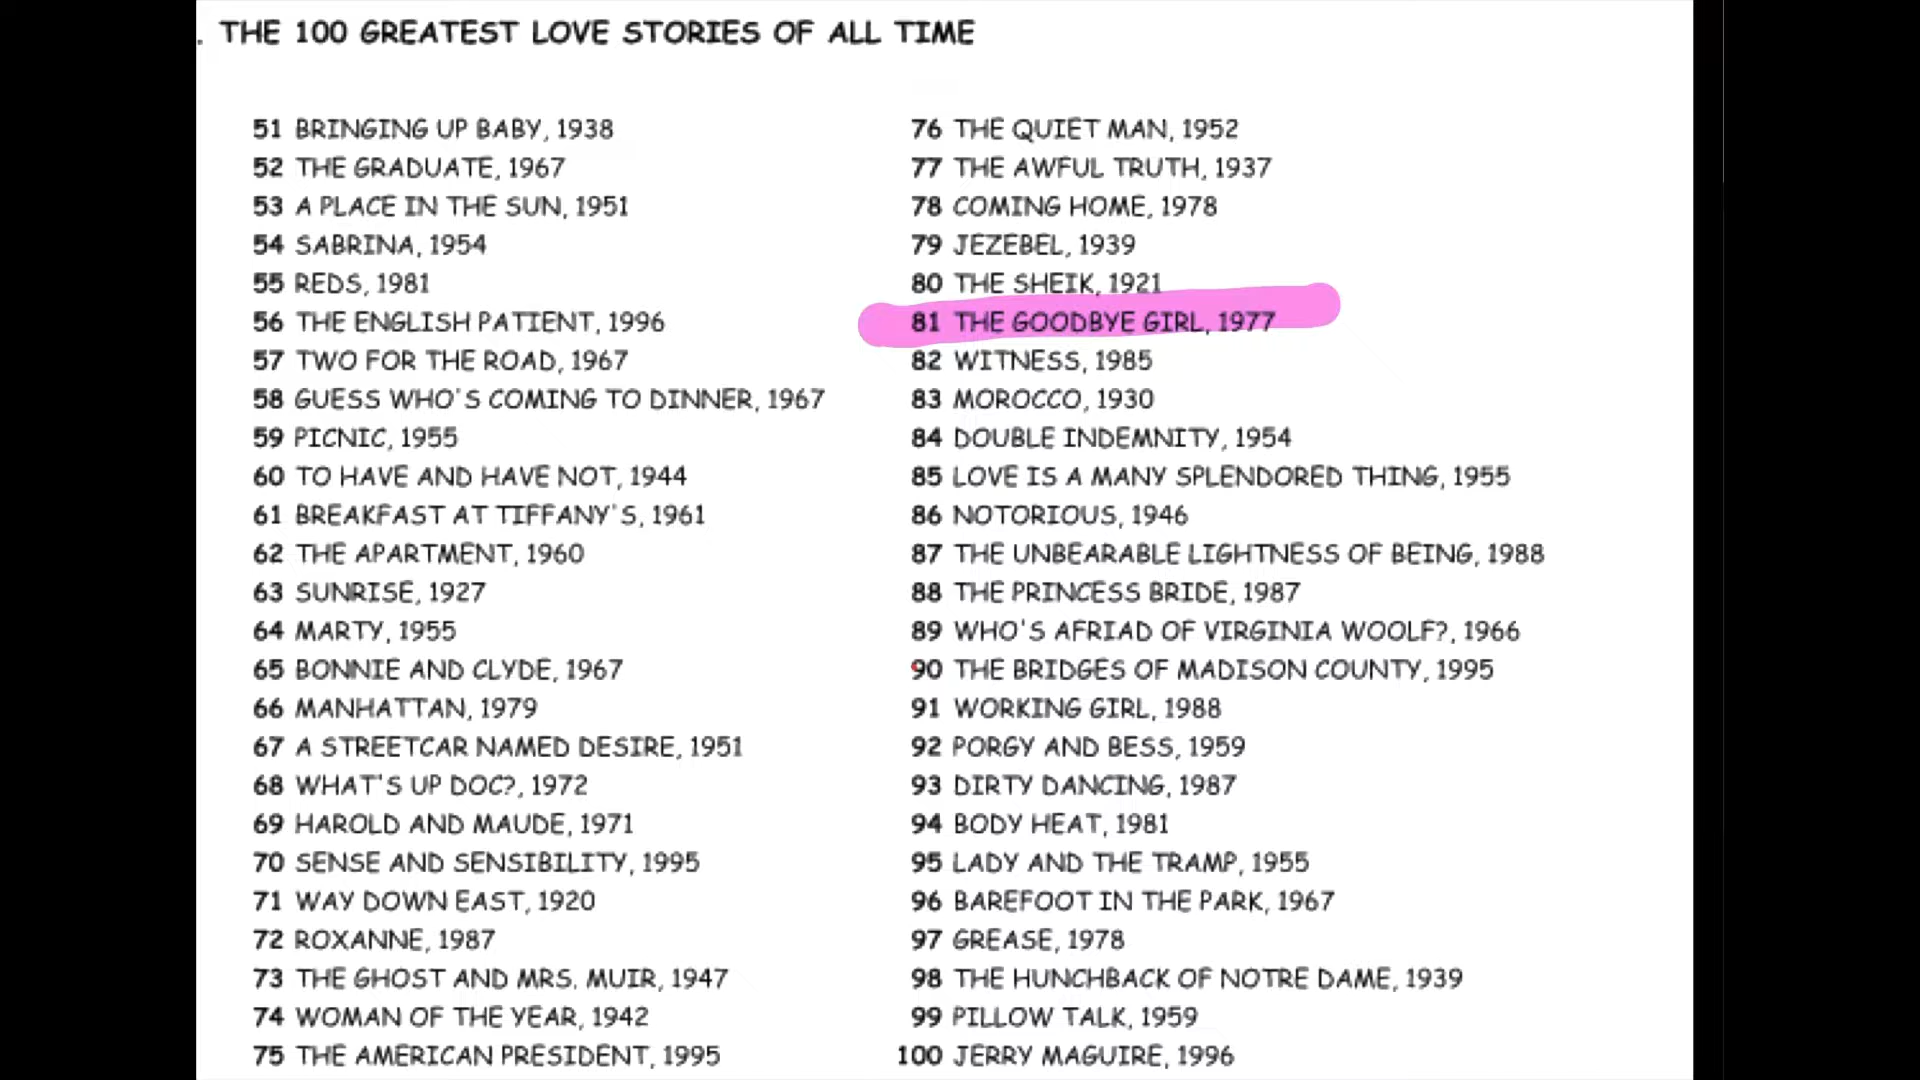 . THE 100 GREATEST LOVE STORIES OF ALL TIME
51 BRINGING UP BABY, 1938
52 THE GRADUATE, 1967
53 A PLACE IN THE SUN, 1951
54 SABRINA, 1954
55 REDS, 1981
56 THE ENGLISH PATIENT, 1996
57 TWO FOR THE ROAD, 1967
58 GUESS WHO'S COMING TO DINNER, 1967
59 PICNIC, 1955
60 TO HAVE AND HAVE NOT, 1944
61 BREAKFAST AT TIFFANY'S, 1961
62 THE APARTMENT, 1960
63 SUNRISE, 1927
64 MARTY, 1955
65 BONNIE AND CLYDE, 1967
66 MANHATTAN, 1979
67 A STREETCAR NAMED DESIRE, 1951
68 WHAT'S UP DOC?, 1972
69 HAROLD AND MAUDE, 1971
70 SENSE AND SENSIBILITY, 1995
71 WAY DOWN EAST, 1920
72 ROXANNE, 1987
73 THE GHOST AND MRS. MUIR, 1947
74 WOMAN OF THE YEAR, 1942
75 THE AMERICAN PRESIDENT, 1995
76 THE QUIET MAN, 1952
77 THE AWFUL TRUTH, 1937
78 COMING HOME, 1978
79 JEZEBEL, 1939
80 THE SHEIK, 1921
81 THE GOODBYE GIRL, 1977
82 WITNESS, 1985
83 MOROCCO, 1930
84 DOUBLE INDEMNITY, 1954
85 LOVE IS A MANY SPLENDORED THING, 1955
86 NOTORIOUS, 1946
87 THE UNBEARABLE LIGHTNESS OF BEING, 1988
88 THE PRINCESS BRIDE, 1987
89 WHO'S AFRIAD OF VIRGINIA WOOLF?, 1966
90 THE BRIDGES OF MADISON COUNTY, 1995
91 WORKING GIRL, 1988
92 PORGY AND BESS, 1959
93 DIRTY DANCING, 1987
94 BODY HEAT, 1981
95 LADY AND THE TRAMP, 1955
96 BAREFOOT IN THE PARK, 1967
97 GREASE, 1978
98 THE HUNCHBACK OF NOTRE DAME, 1939
99 PILLOW TALK, 1959
100 JERRY MAGUIRE, 1996